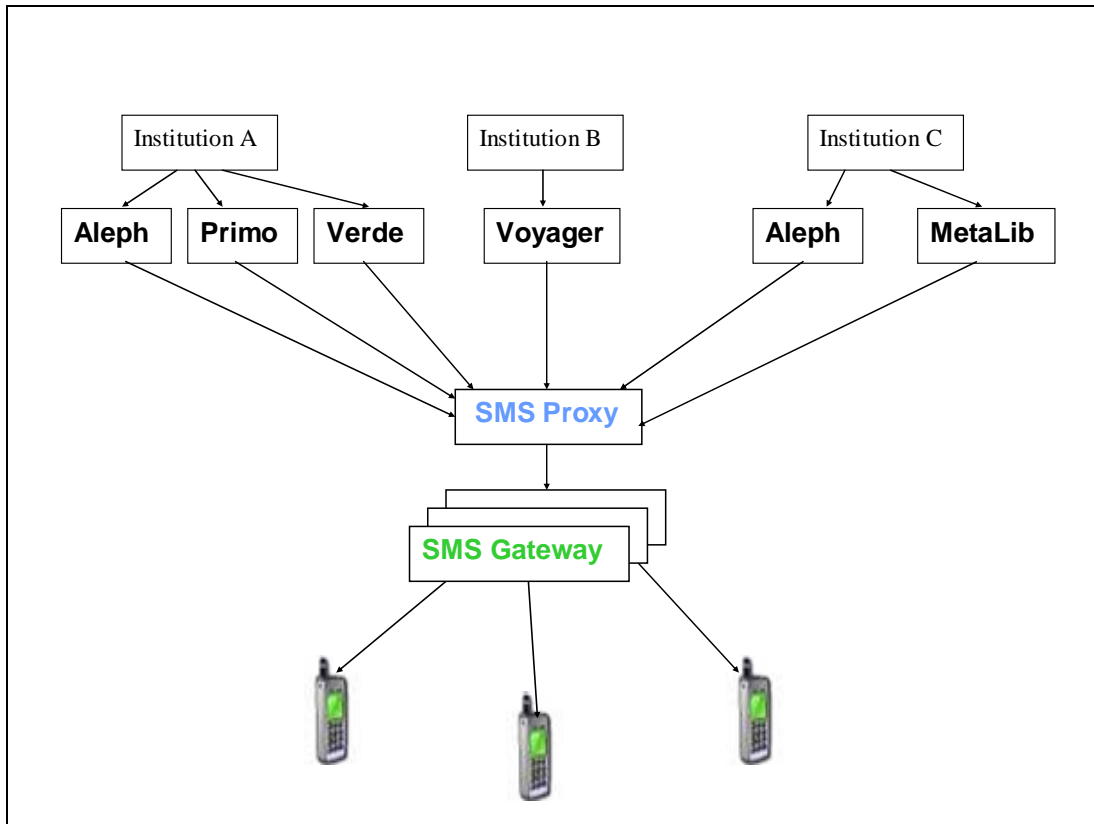 Institution A
Institution B
Institution C
Aleph
Primo
Verde
Voyager
Aleph
MetaLib
SMS Proxy
SMS Gateway